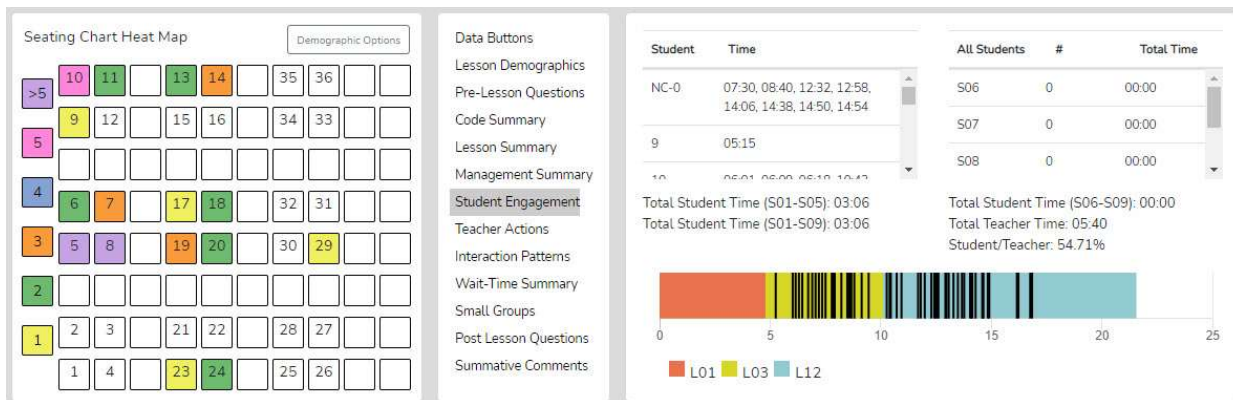 Seating Chart Heat Map
Demographic Options
>5
5
4
3
2
1
10 11 13 14 35 36
9 12 15 16 34 33
6 7 17 18 32 31
5 8 19 20 30 29
2 3 21 22 28 27
1 4 23 24 25 26
Data Buttons
Lesson Demographics
Pre-Lesson Questions
Code Summary
Lesson Summary
Management Summary
Student Engagement
Teacher Actions
Interaction Patterns
Wait-Time Summary
Small Groups
Post Lesson Questions
Summative Comments
Student Time
NC-0 07:30, 08:40, 12:32, 12:58,
14:06, 14:38, 14:50, 14:54
9 05:15
Total Student Time (S01-S05): 03:06
Total Student Time (S01-S09): 03:06
All Students # Total Time
S06 0 00:00
S07 0 00:00
S08 0 00:00
Total Student Time (S06-S09): 00:00
Total Teacher Time: 05:40
Student/Teacher: 54.71%
0 5 10 15 20 25
L01 L03 L12